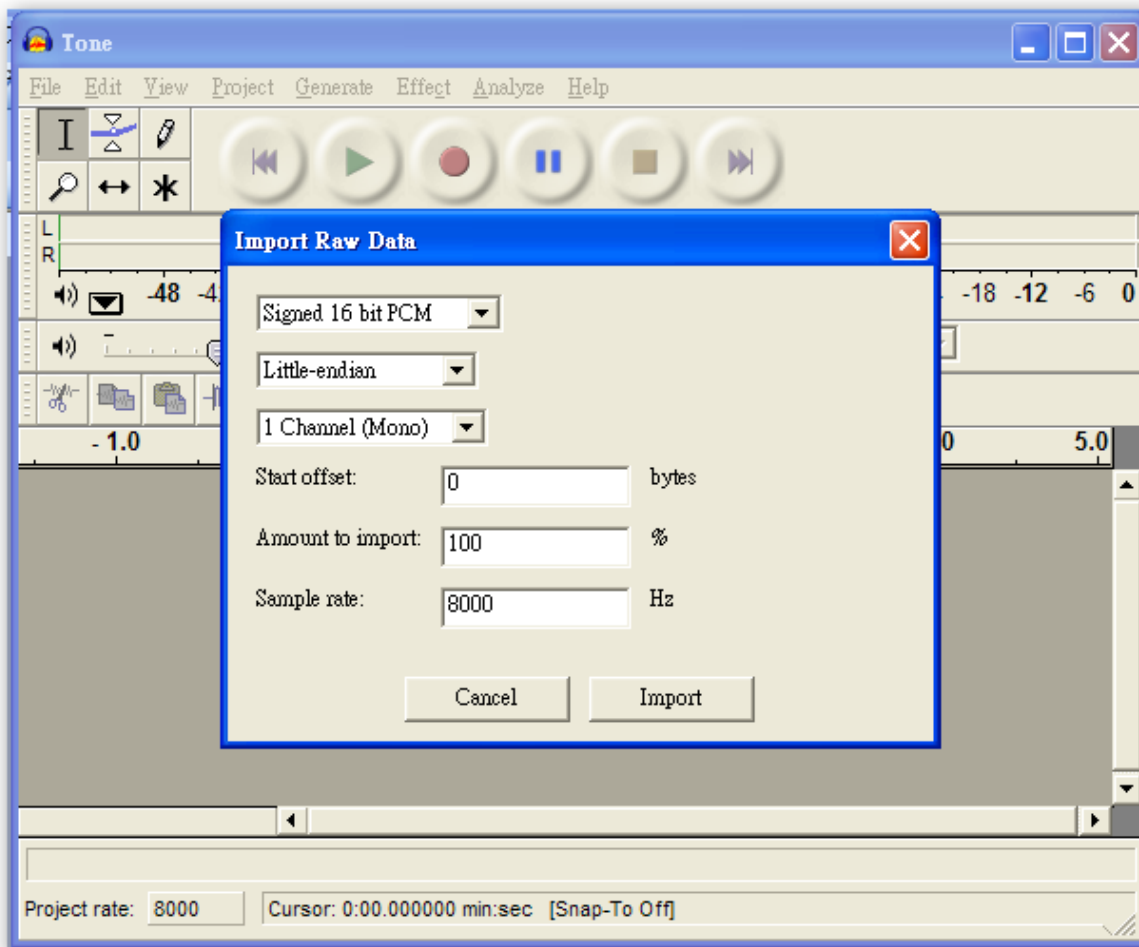 Tone
File Edit View Project Generate Effect Analyze Help
L
R
-48 -4 -18 -12 -6 0
Import Raw Data
Signed 16 bit PCM
Little-endian
1 Channel (Mono)
- 1.0 0 5.0
Start offset: 0 bytes
Amount to import: 100 %
Sample rate: 8000 Hz
Cancel Import
Project rate: 8000 Cursor: 0:00.000000 min:sec [Snap-To Off]